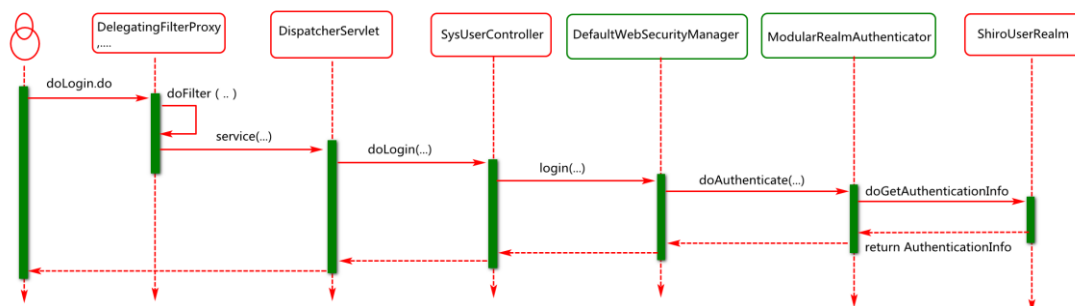 DelegatingFilterProxy
,....
DispatcherServlet
SysUserController
DefaultWebSecurityManager
ModularRealmAuthenticator
ShiroUserRealm
doLogin.do
doFilter ( .. )
service(...)
doLogin(...)
login(...)
doAuthenticate(...)
doGetAuthenticationInfo
return AuthenticationInfo